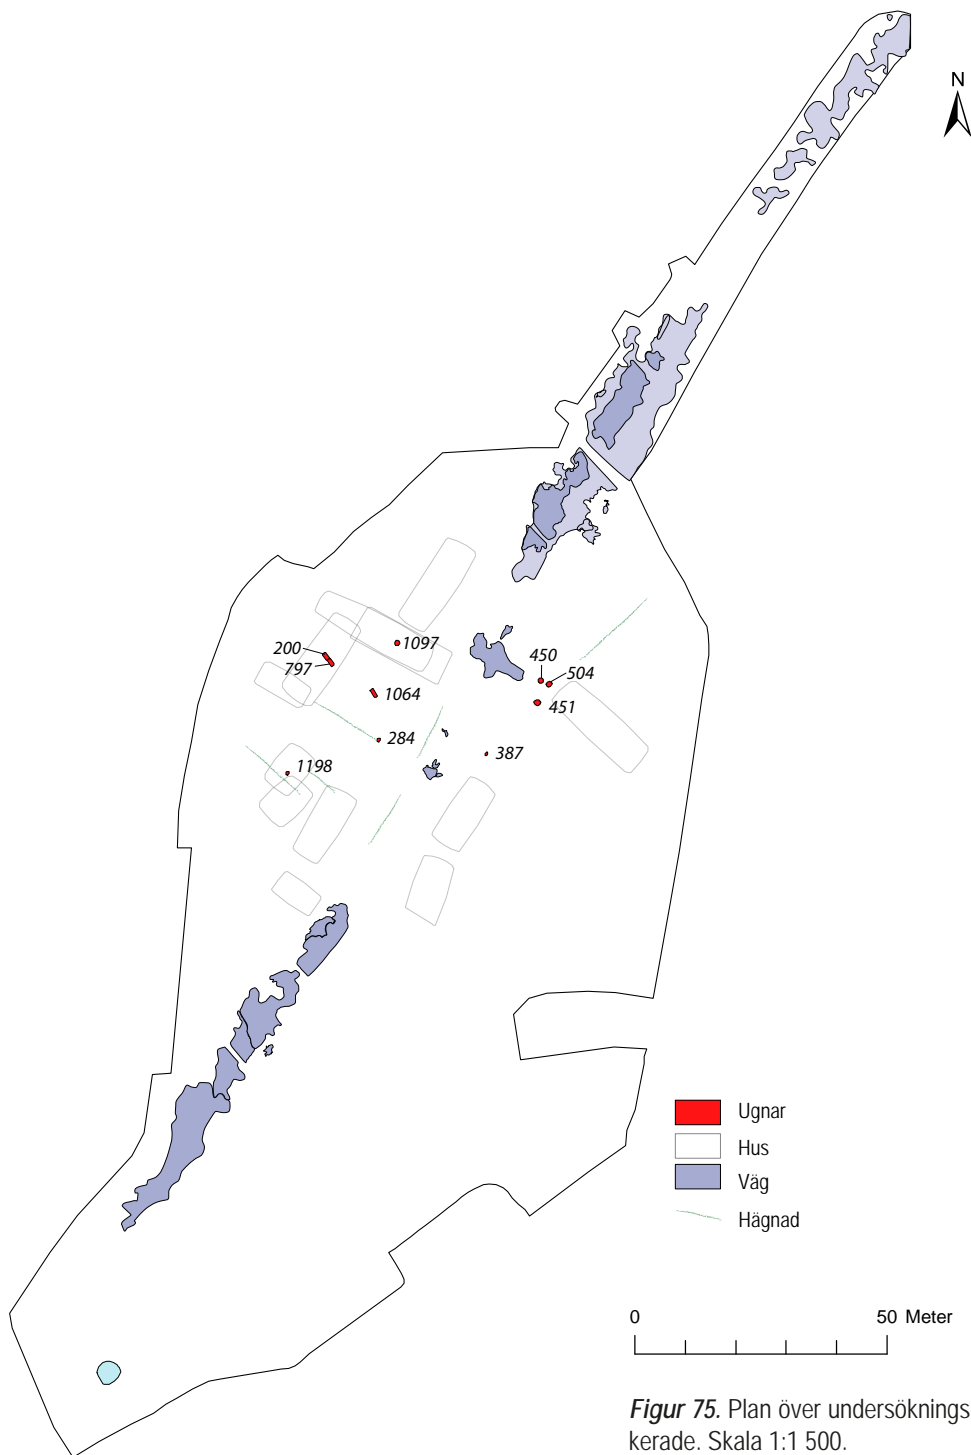 N
200
797
1097
1064
450
504
451
284
387
1198
Ugnar
Hus
Väg
Hägnad
0 50 Meter
Figur 75. Plan över undersöknings
kerade. Skala 1:1 500.